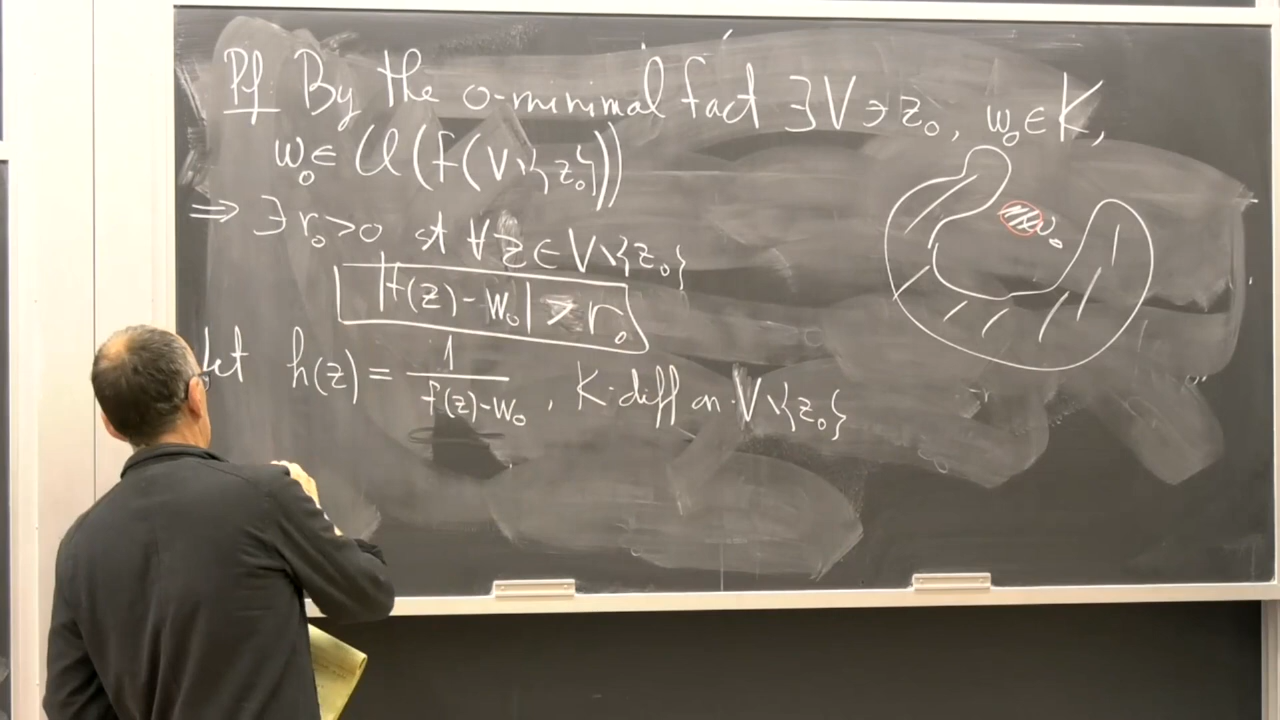 Pf: By the o-minimal fact ∃V∋z₀, w₀∈K,
w₀∈ Cl(f(V\{z₀}))
⇒ ∃r₀>0 st ∀z∈V\{z₀}
|f(z)-w₀| > r₀
w₀
Let h(z) = 1/(f(z)-w₀), K-diff on V\{z₀}